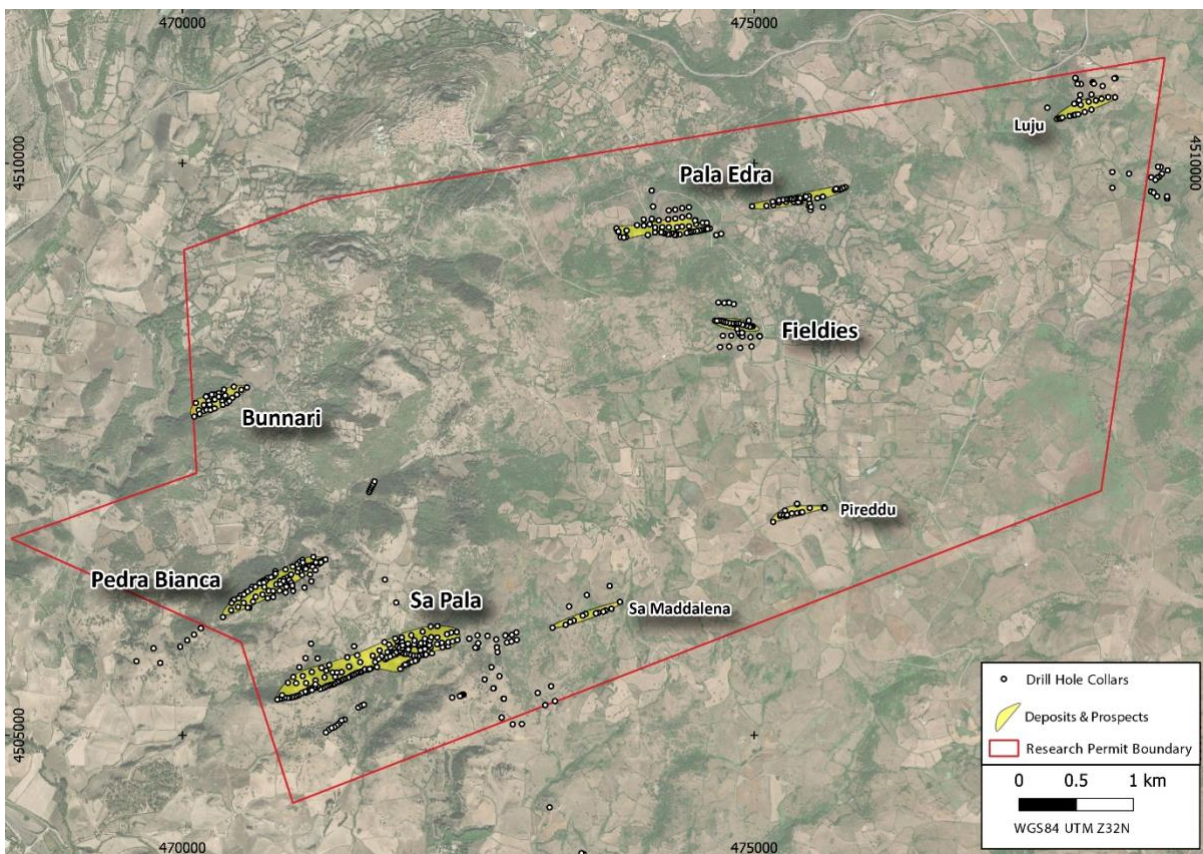 470000
475000
Luju
4510000
4510000
Pala Edra
Fieldies
Bunnari
Pireddu
Pedra Bianca
Sa Pala
Sa Maddalena
Drill Hole Collars
Deposits & Prospects
Research Permit Boundary
4505000
0 0.5 1 km
WGS84 UTM Z32N
470000
475000